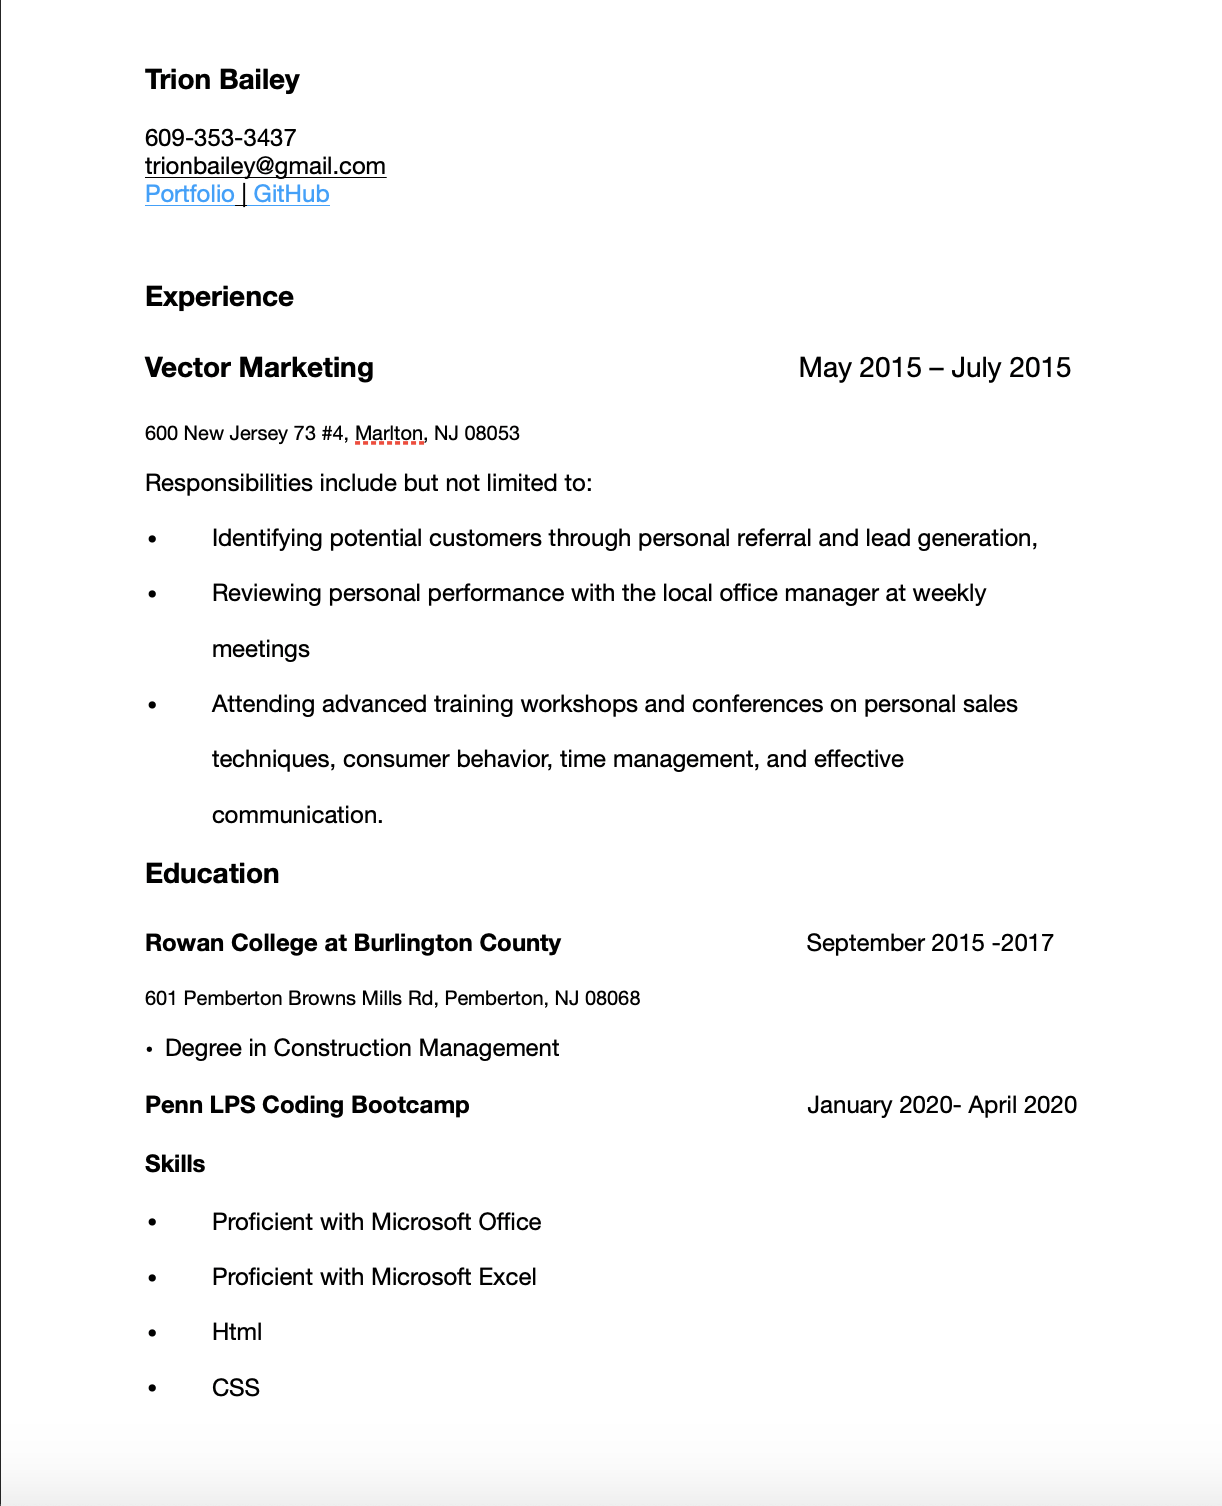 Trion Bailey
609-353-3437
trionbailey@gmail.com
Portfolio | GitHub
Experience
Vector Marketing May 2015 – July 2015
600 New Jersey 73 #4, Marlton, NJ 08053
Responsibilities include but not limited to:
• Identifying potential customers through personal referral and lead generation,
• Reviewing personal performance with the local office manager at weekly
meetings
• Attending advanced training workshops and conferences on personal sales
techniques, consumer behavior, time management, and effective
communication.
Education
Rowan College at Burlington County September 2015 -2017
601 Pemberton Browns Mills Rd, Pemberton, NJ 08068
• Degree in Construction Management
Penn LPS Coding Bootcamp January 2020- April 2020
Skills
• Proficient with Microsoft Office
• Proficient with Microsoft Excel
• Html
• CSS